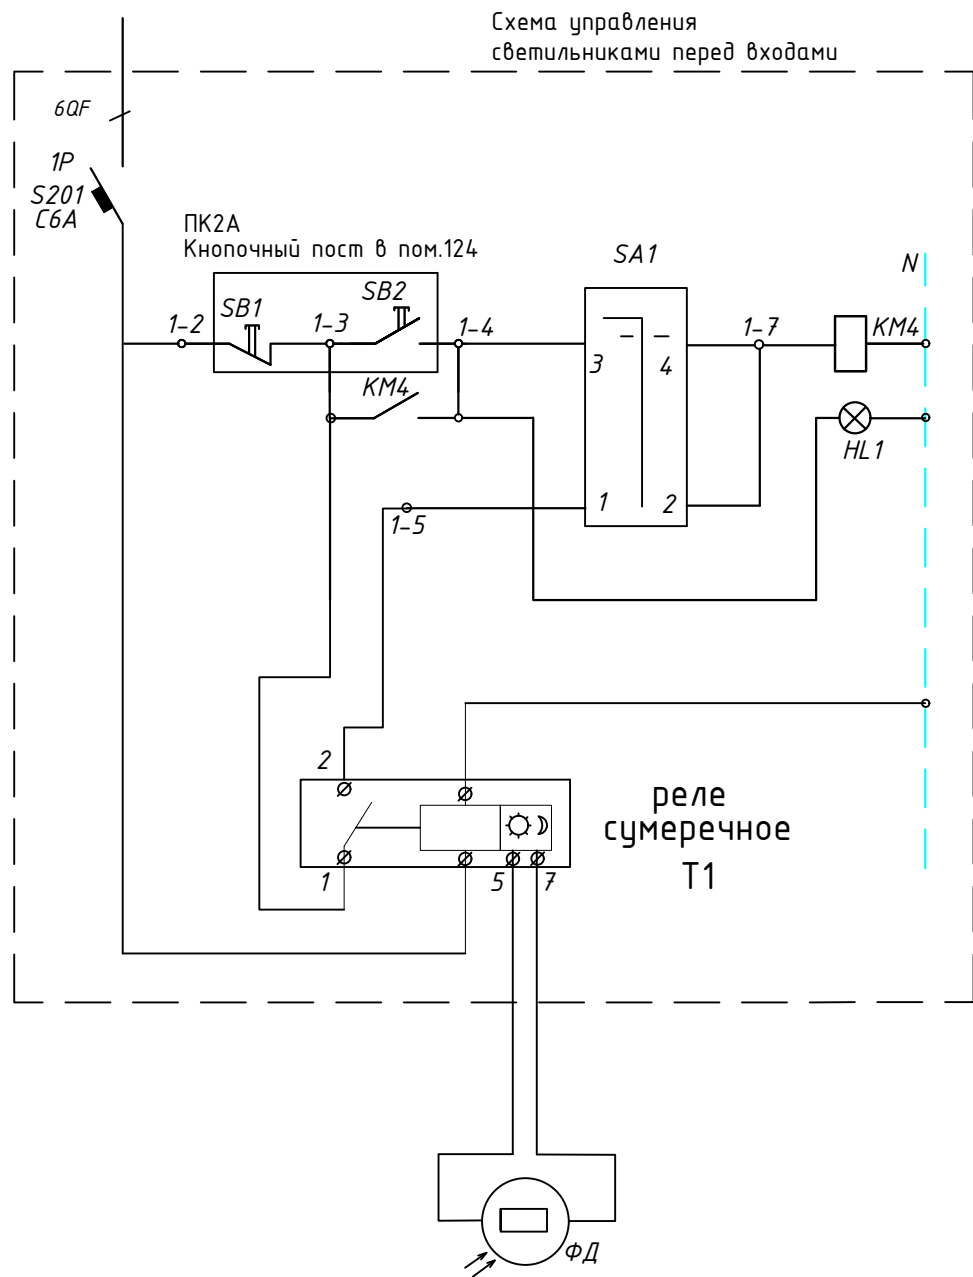 Схема управления
светильниками перед входами
6QF
1P
S201
C6A
ПК2А
Кнопочный пост в пом.124
SA1
N
SB1
SB2
1-2
1-3
1-4
1-7
KM4
3
4
KM4
HL1
1
2
1-5
2
реле
сумеречное
Т1
1
5
7
ФД